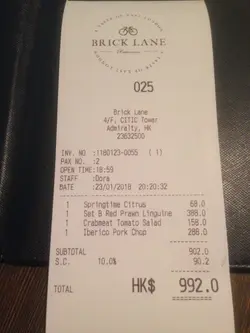 BRICK LANE
025
Brick Lane
4/F, CITIC Tower
Admiralty, HK
23632500
INV. NO :1180123-0055 [ 1]
PAX NO. :2
OPEN TIME:18:59
STAFF :Dora
DATE :23/01/2018 20:20:32
1 Springtime Citrus 68.0
1 Set B Red Prawn Linguine 388.0
1 Crabmeat Tomato Salad 158.0
1 Iberico Pork Chop 288.0
SUBTOTAL 902.0
S.C. 10.0% 90.2
TOTAL HK$ 992.0